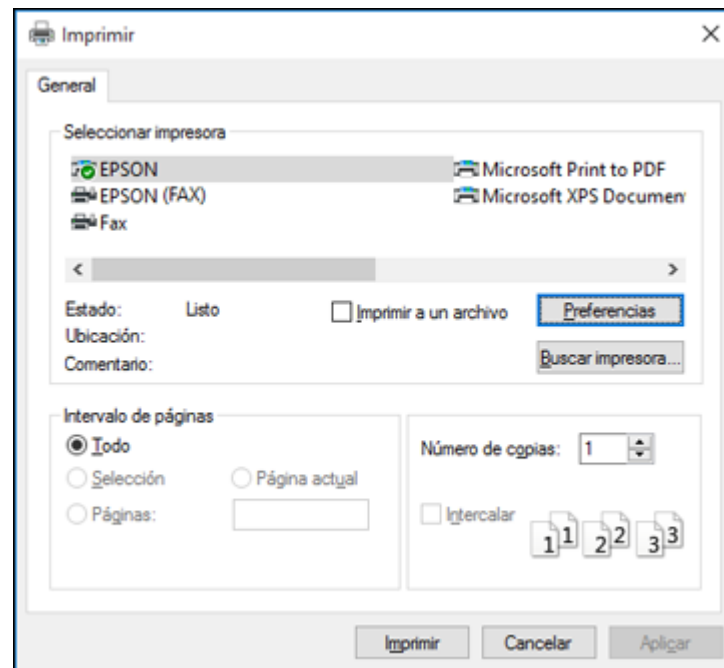 Imprimir
General
Seleccionar impresora
EPSON
Microsoft Print to PDF
EPSON (FAX)
Microsoft XPS Documen
Fax
Estado: Listo
Imprimir a un archivo
Preferencias
Ubicación:
Comentario:
Buscar impresora...
Intervalo de páginas
Todo
Selección
Página actual
Páginas:
Número de copias: 1
Intercalar
1 1 2 2 3 3
Imprimir
Cancelar
Aplicar